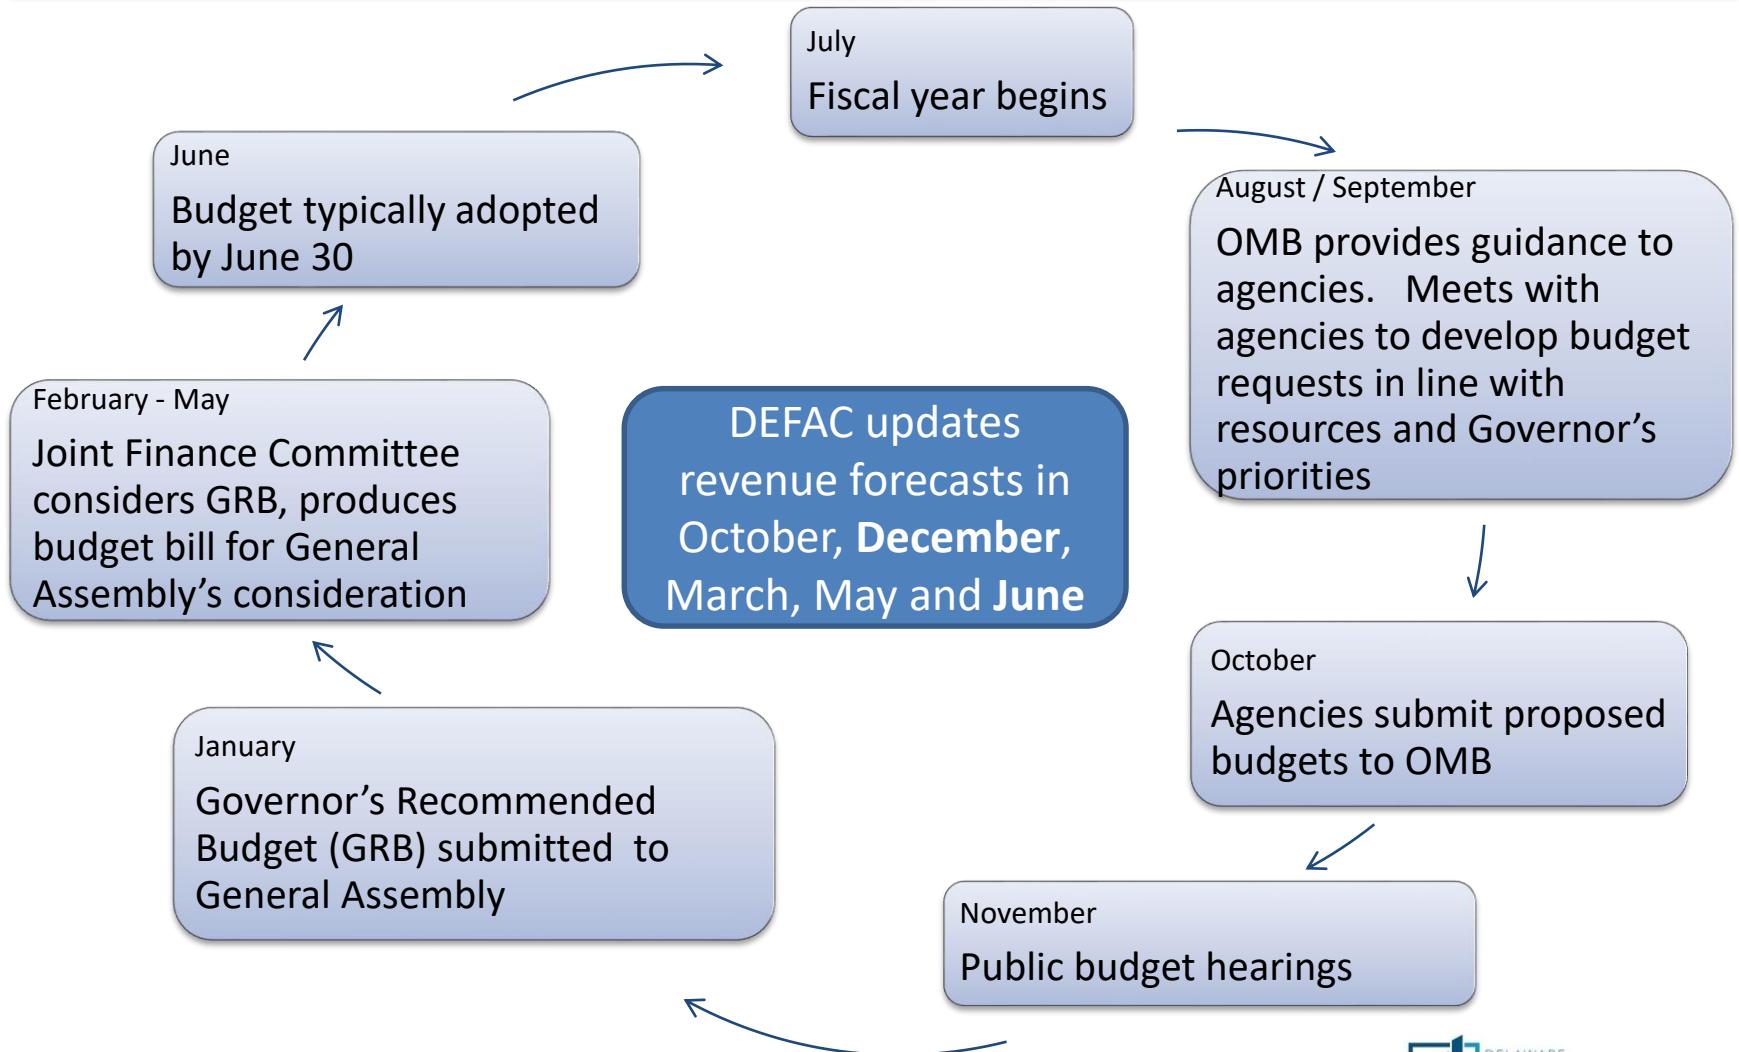 July
Fiscal year begins
August / September
OMB provides guidance to
agencies.   Meets with
agencies to develop budget
requests in line with
resources and Governor’s
priorities
October
Agencies submit proposed
budgets to OMB
November
Public budget hearings
January
Governor’s Recommended
Budget (GRB) submitted  to
General Assembly
February - May
Joint Finance Committee
considers GRB, produces
budget bill for General
Assembly’s consideration
June
Budget typically adopted
by June 30
DEFAC updates
revenue forecasts in
October, December,
March, May and June
DELAWARE